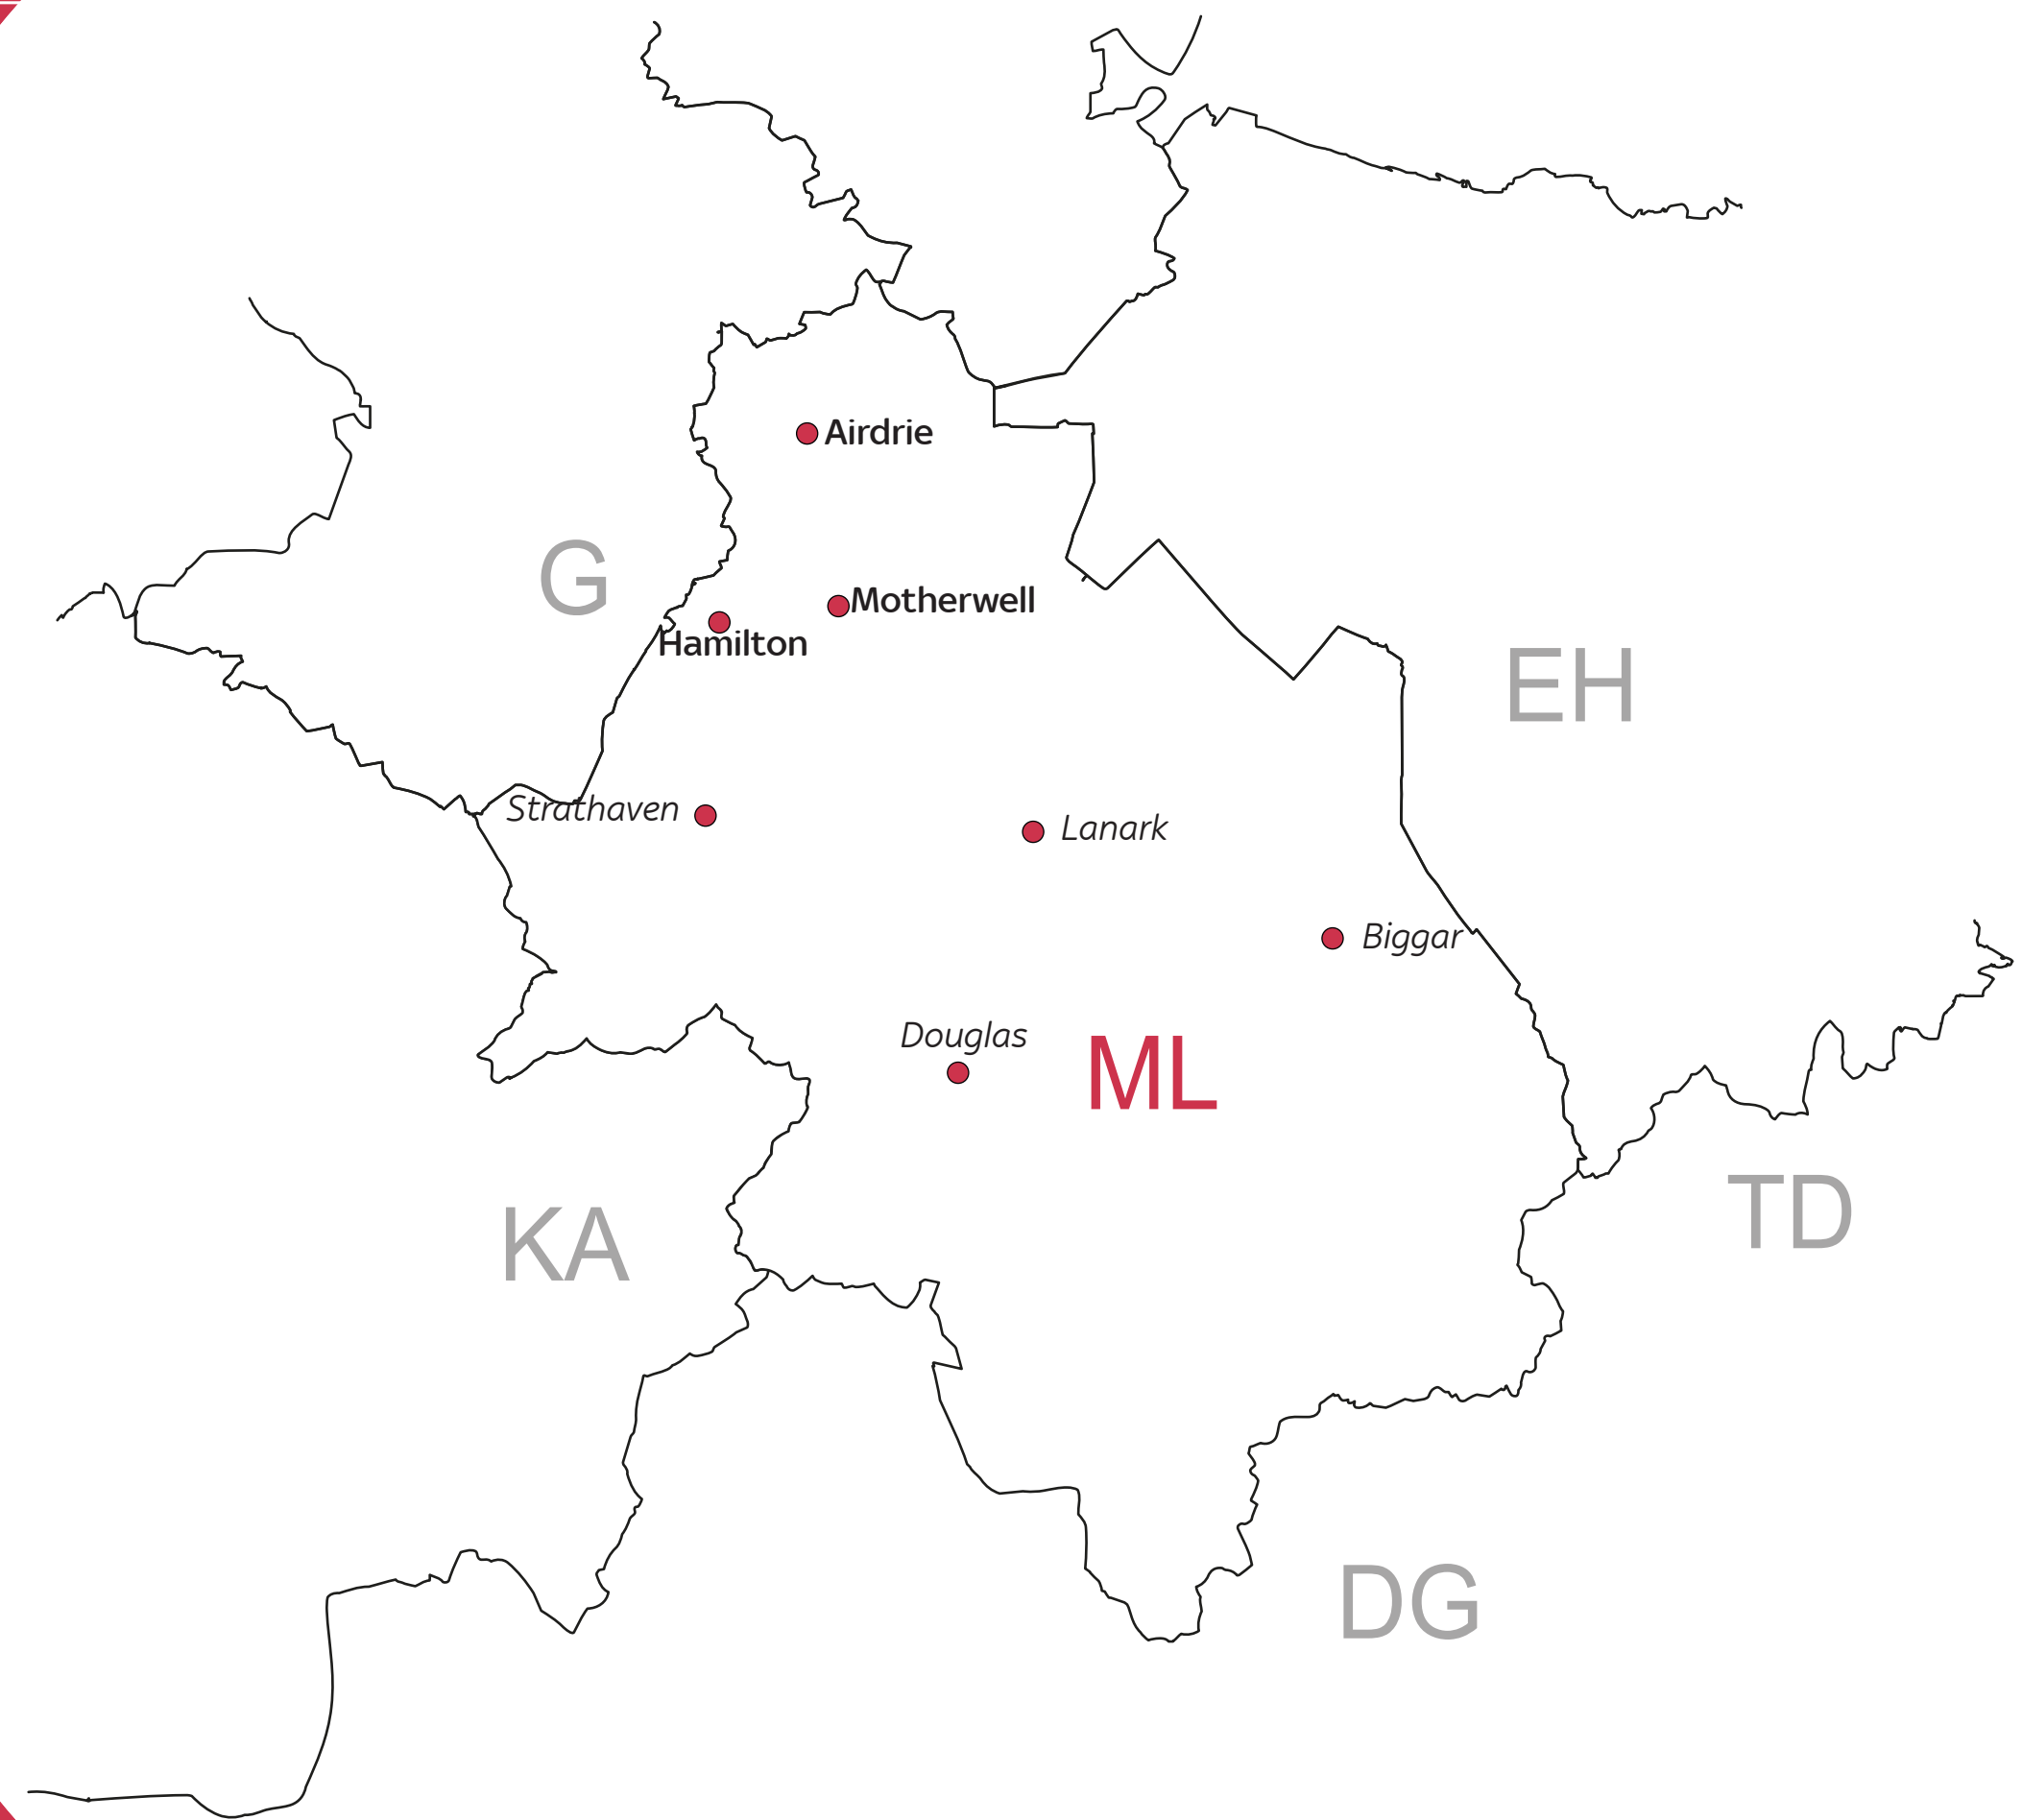 Airdrie
G
Motherwell
Hamilton
EH
Strathaven
Lanark
Biggar
Douglas
ML
KA
TD
DG